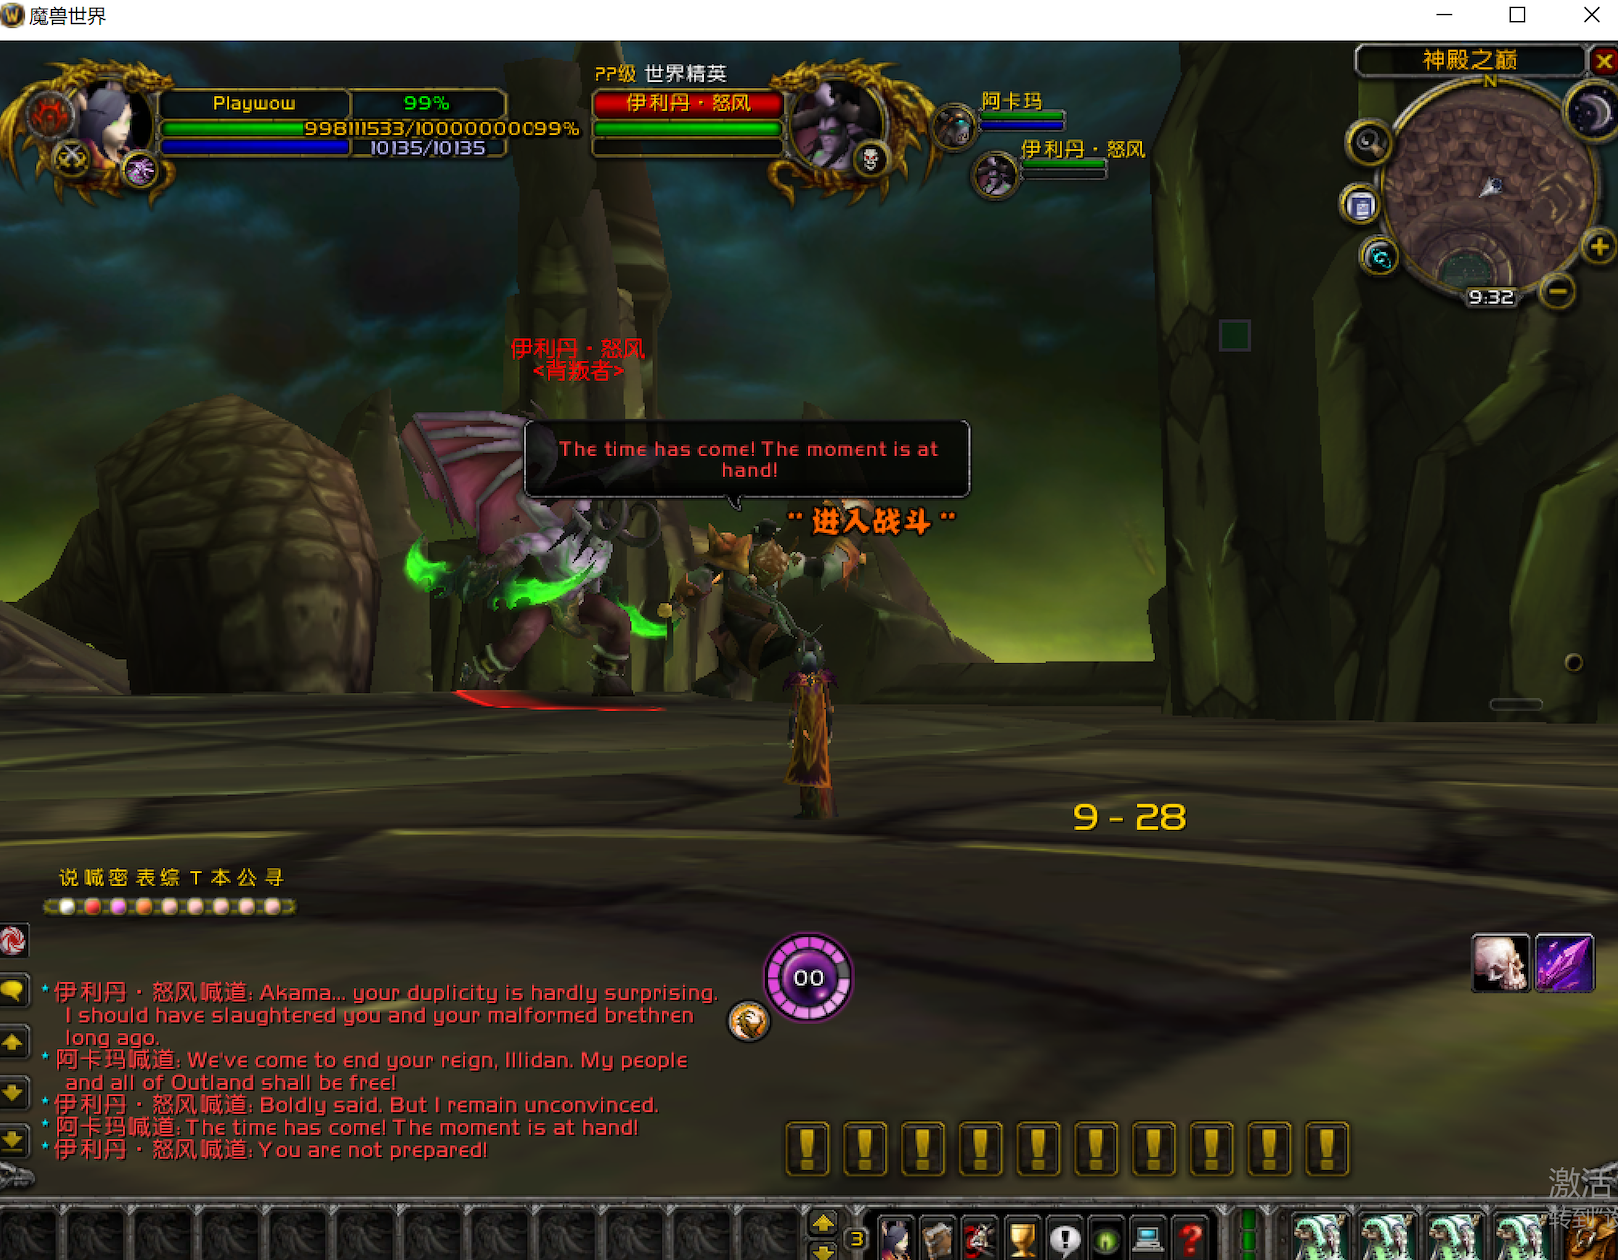 魔兽世界
??级 世界精英
Playwow
99%
998111533/1000000000 99%
10135/10135
伊利丹·怒风
阿卡玛
伊利丹·怒风
神殿之巅
N
9:32
伊利丹·怒风
<背叛者>
The time has come! The moment is at
hand!
¨ 进入战斗 ¨
9 - 28
说 喊 密 表 综 T 本 公 寻
00
伊利丹·怒风喊道: Akama... your duplicity is hardly surprising.
I should have slaughtered you and your malformed brethren
long ago.
阿卡玛喊道: We've come to end your reign, Illidan. My people
and all of Outland shall be free!
伊利丹·怒风喊道: Boldly said. But I remain unconvinced.
阿卡玛喊道: The time has come! The moment is at hand!
伊利丹·怒风喊道: You are not prepared!
3
激活
转到"设